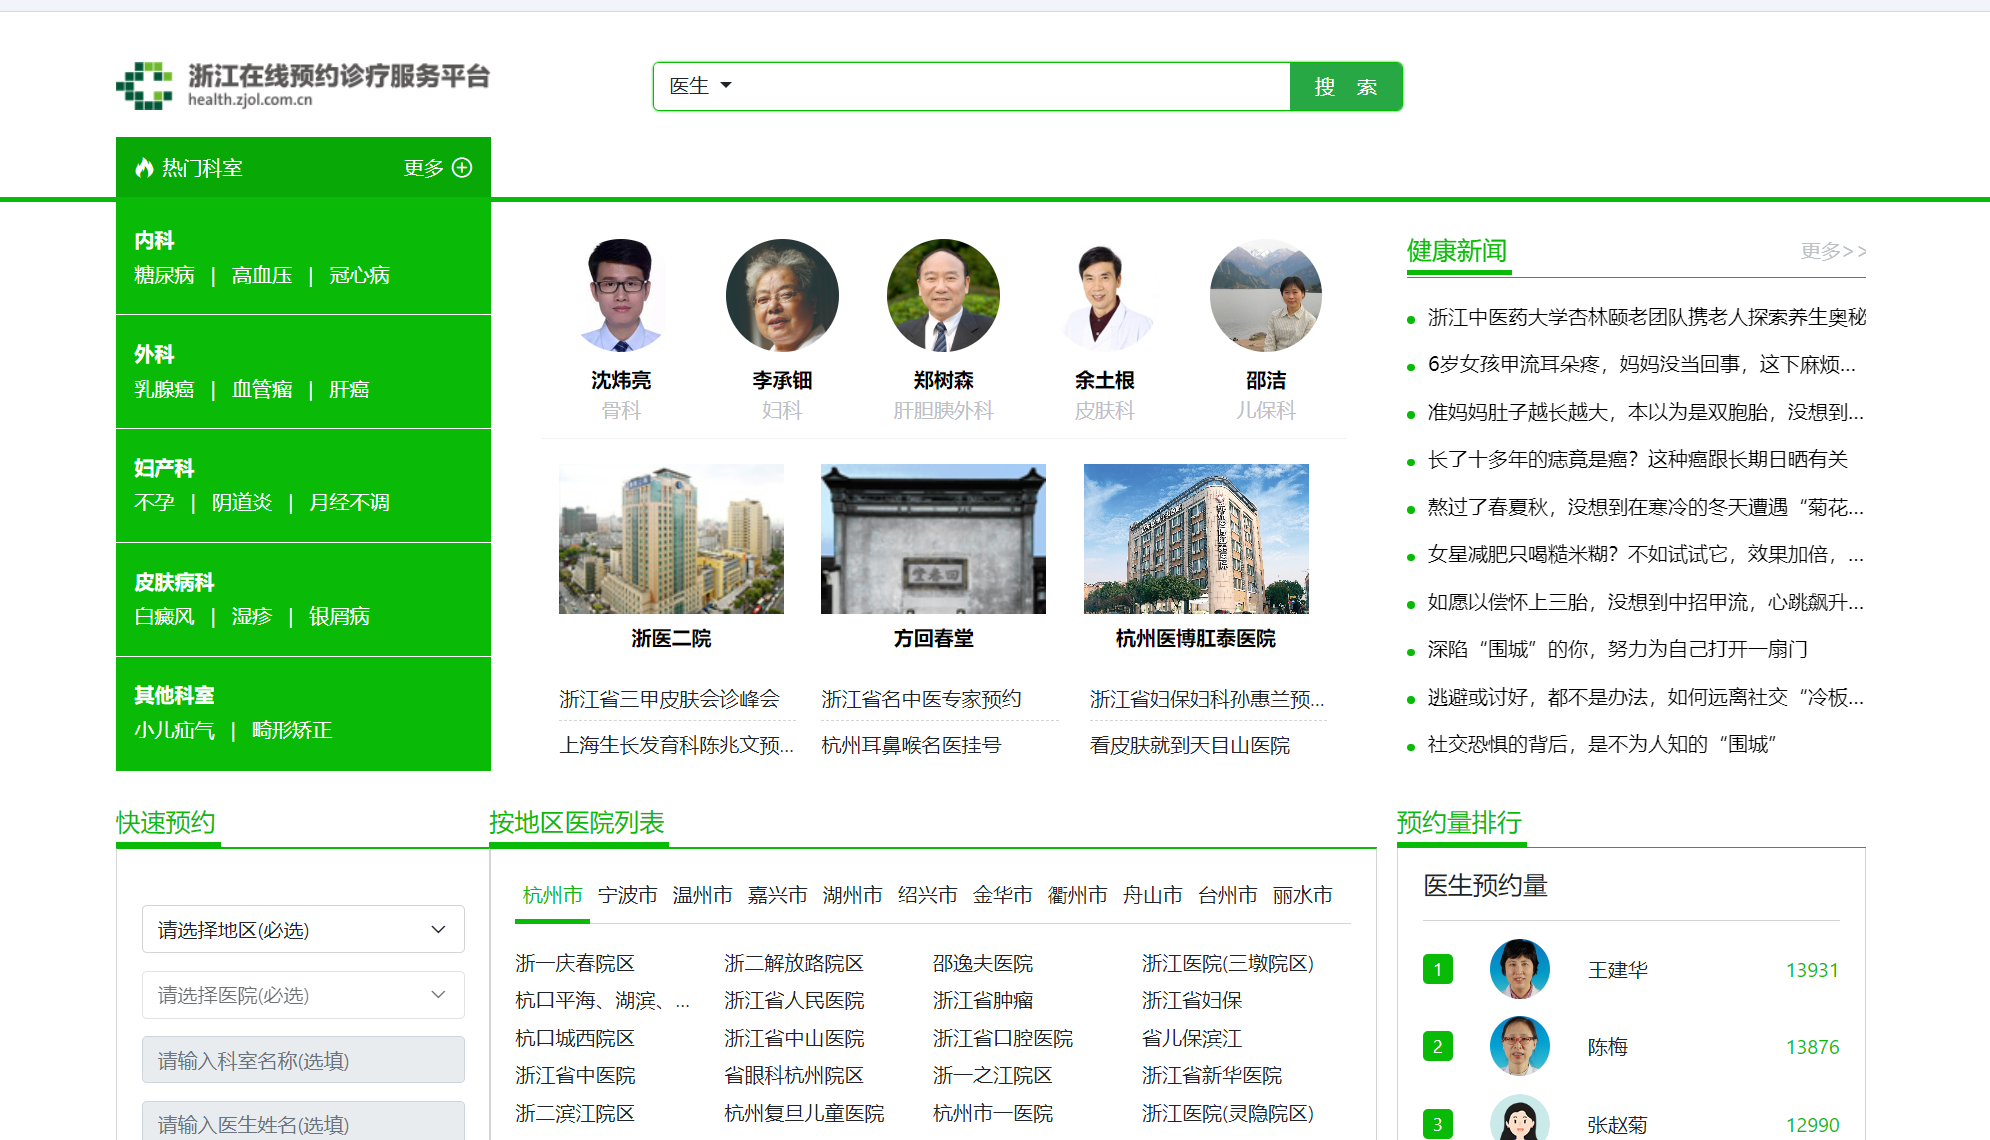 浙江在线预约诊疗服务平台
health.zjol.com.cn
医生
搜 索
热门科室
更多
内科
糖尿病 | 高血压 | 冠心病
外科
乳腺癌 | 血管瘤 | 肝癌
妇产科
不孕 | 阴道炎 | 月经不调
皮肤病科
白癜风 | 湿疹 | 银屑病
其他科室
小儿疝气 | 畸形矫正
沈炜亮 李承钿 郑树森 余土根 邵洁
骨科 妇科 肝胆胰外科 皮肤科 儿保科
回春堂
浙医二院 方回春堂 杭州医博肛泰医院
浙江省三甲皮肤会诊峰会 浙江省名中医专家预约 浙江省妇保妇科孙惠兰预...
上海生长发育科陈兆文预... 杭州耳鼻喉名医挂号 看皮肤就到天目山医院
健康新闻
更多>>
浙江中医药大学杏林颐老团队携老人探索养生奥秘
6岁女孩甲流耳朵疼，妈妈没当回事，这下麻烦...
准妈妈肚子越长越大，本以为是双胞胎，没想到...
长了十多年的痣竟是癌？这种癌跟长期日晒有关
熬过了春夏秋，没想到在寒冷的冬天遭遇“菊花...
女星减肥只喝糙米糊？不如试试它，效果加倍，...
如愿以偿怀上三胎，没想到中招甲流，心跳飙升...
深陷“围城”的你，努力为自己打开一扇门
逃避或讨好，都不是办法，如何远离社交“冷板...
社交恐惧的背后，是不为人知的“围城”
快速预约
请选择地区(必选)
请选择医院(必选)
请输入科室名称(选填)
请输入医生姓名(选填)
按地区医院列表
杭州市 宁波市 温州市 嘉兴市 湖州市 绍兴市 金华市 衢州市 舟山市 台州市 丽水市
浙一庆春院区 浙二解放路院区 邵逸夫医院 浙江医院(三墩院区)
杭口平海、湖滨、... 浙江省人民医院 浙江省肿瘤 浙江省妇保
杭口城西院区 浙江省中山医院 浙江省口腔医院 省儿保滨江
浙江省中医院 省眼科杭州院区 浙一之江院区 浙江省新华医院
浙二滨江院区 杭州复旦儿童医院 杭州市一医院 浙江医院(灵隐院区)
预约量排行
医生预约量
1 王建华 13931
2 陈梅 13876
3 张赵菊 12990